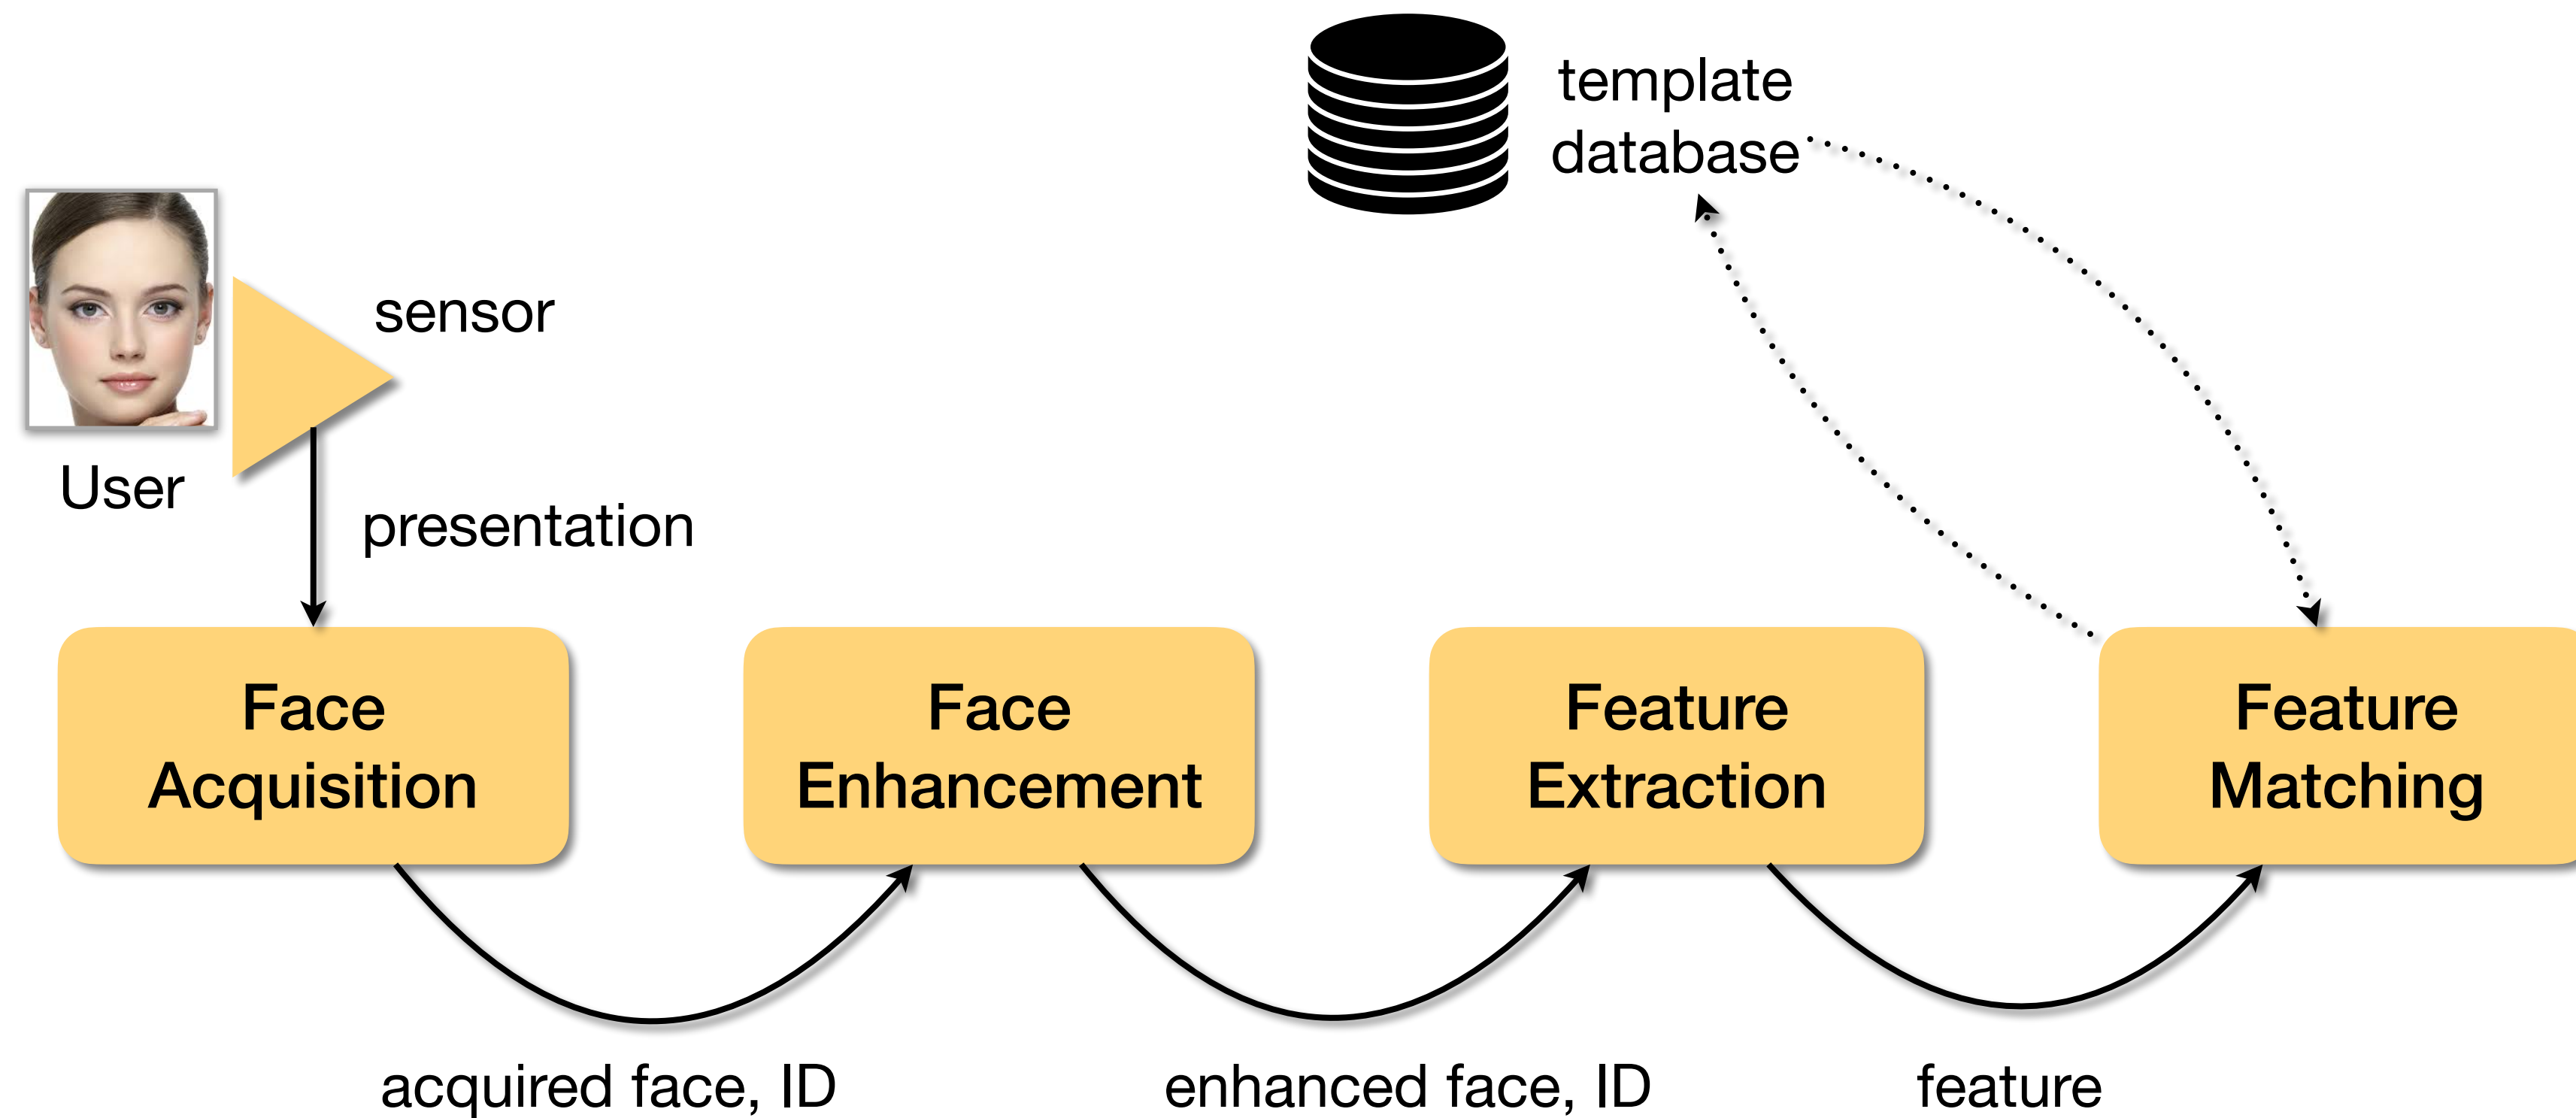 template
database
sensor
User
presentation
Face
Acquisition
Face
Enhancement
Feature
Extraction
Feature
Matching
acquired face, ID
enhanced face, ID
feature